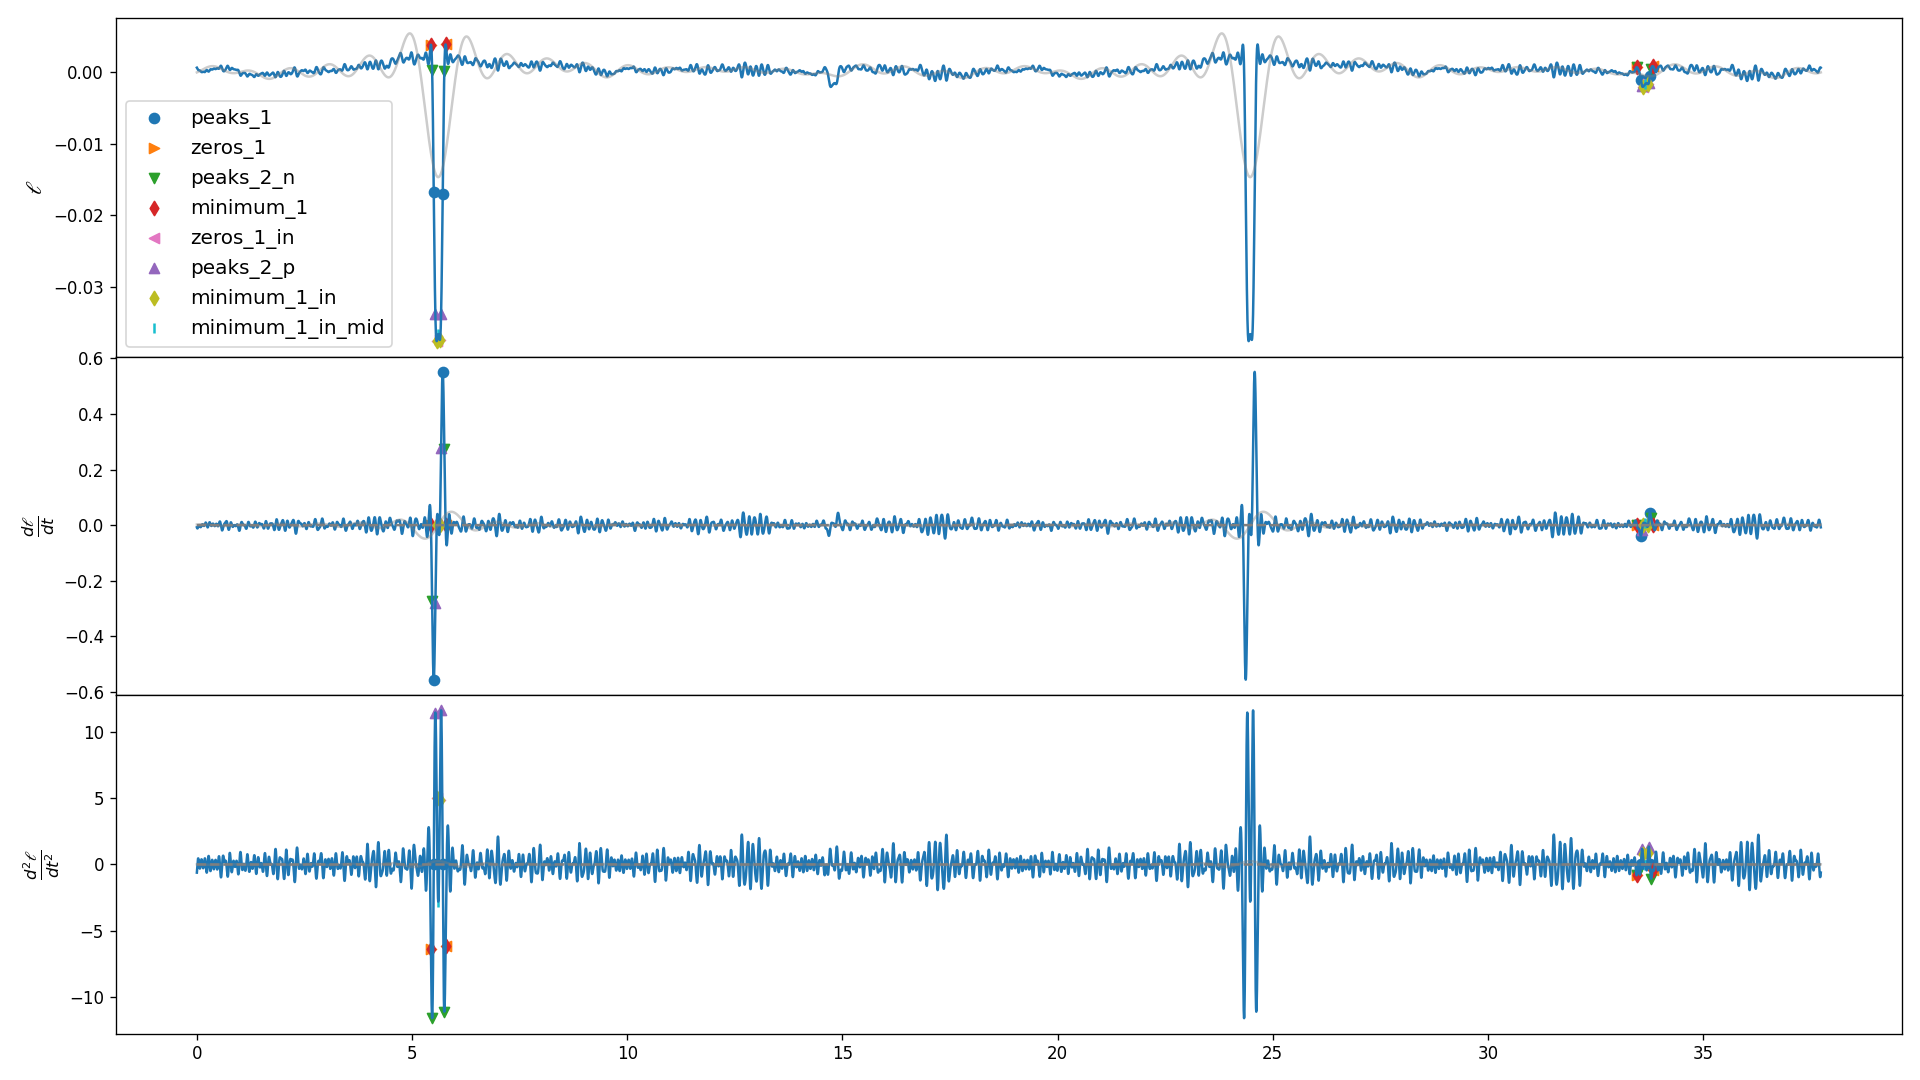 0.00
−0.01
−0.02
−0.03
ℓ
peaks_1
zeros_1
peaks_2_n
minimum_1
zeros_1_in
peaks_2_p
minimum_1_in
minimum_1_in_mid
0.6
0.4
0.2
0.0
−0.2
−0.4
−0.6
dℓ
dt
10
5
0
−5
−10
d²ℓ
dt²
0 5 10 15 20 25 30 35